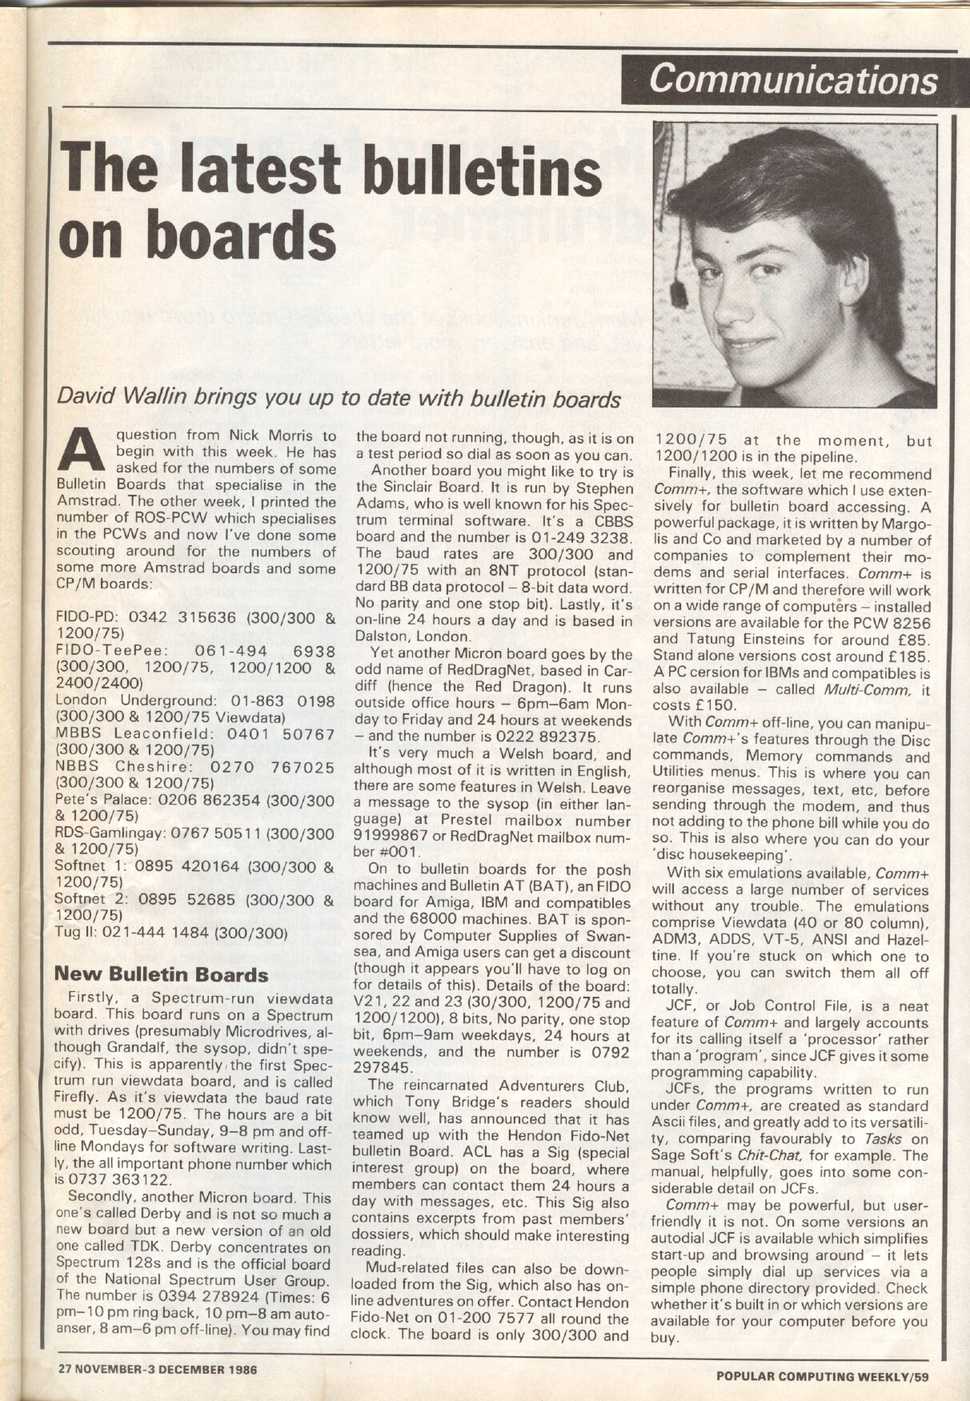 Communications
The latest bulletins
on boards
David Wallin brings you up to date with bulletin boards
A question from Nick Morris to
begin with this week. He has
asked for the numbers of some
Bulletin Boards that specialise in the
Amstrad. The other week, I printed the
number of ROS-PCW which specialises
in the PCWs and now I've done some
scouting around for the numbers of
some more Amstrad boards and some
CP/M boards:
FIDO-PD: 0342 315636 (300/300 &
1200/75)
FIDO-TeePee: 061-494 6938
(300/300, 1200/75, 1200/1200 &
2400/2400)
London Underground: 01-863 0198
(300/300 & 1200/75 Viewdata)
MBBS Leaconfield: 0401 50767
(300/300 & 1200/75)
NBBS Cheshire: 0270 767025
(300/300 & 1200/75)
Pete's Palace: 0206 862354 (300/300
& 1200/75)
RDS-Gamlingay: 0767 50511 (300/300
& 1200/75)
Softnet 1: 0895 420164 (300/300 &
1200/75)
Softnet 2: 0895 52685 (300/300 &
1200/75)
Tug II: 021-444 1484 (300/300)
New Bulletin Boards
Firstly, a Spectrum-run viewdata
board. This board runs on a Spectrum
with drives (presumably Microdrives, al-
though Grandalf, the sysop, didn't spe-
cify). This is apparently the first Spec-
trum run viewdata board, and is called
Firefly. As it's viewdata the baud rate
must be 1200/75. The hours are a bit
odd, Tuesday–Sunday, 9–8 pm and off-
line Mondays for software writing. Last-
ly, the all important phone number which
is 0737 363122.
Secondly, another Micron board. This
one's called Derby and is not so much a
new board but a new version of an old
one called TDK. Derby concentrates on
Spectrum 128s and is the official board
of the National Spectrum User Group.
The number is 0394 278924 (Times: 6
pm–10 pm ring back, 10 pm–8 am auto-
anser, 8 am–6 pm off-line). You may find
the board not running, though, as it is on
a test period so dial as soon as you can.
Another board you might like to try is
the Sinclair Board. It is run by Stephen
Adams, who is well known for his Spec-
trum terminal software. It's a CBBS
board and the number is 01-249 3238.
The baud rates are 300/300 and
1200/75 with an 8NT protocol (stan-
dard BB data protocol – 8-bit data word.
No parity and one stop bit). Lastly, it's
on-line 24 hours a day and is based in
Dalston, London.
Yet another Micron board goes by the
odd name of RedDragNet, based in Car-
diff (hence the Red Dragon). It runs
outside office hours – 6pm–6am Mon-
day to Friday and 24 hours at weekends
– and the number is 0222 892375.
It's very much a Welsh board, and
although most of it is written in English,
there are some features in Welsh. Leave
a message to the sysop (in either lan-
guage) at Prestel mailbox number
91999867 or RedDragNet mailbox num-
ber #001.
On to bulletin boards for the posh
machines and Bulletin AT (BAT), an FIDO
board for Amiga, IBM and compatibles
and the 68000 machines. BAT is spon-
sored by Computer Supplies of Swan-
sea, and Amiga users can get a discount
(though it appears you'll have to log on
for details of this). Details of the board:
V21, 22 and 23 (30/300, 1200/75 and
1200/1200), 8 bits, No parity, one stop
bit, 6pm–9am weekdays, 24 hours at
weekends, and the number is 0792
297845.
The reincarnated Adventurers Club,
which Tony Bridge's readers should
know well, has announced that it has
teamed up with the Hendon Fido-Net
bulletin Board. ACL has a Sig (special
interest group) on the board, where
members can contact them 24 hours a
day with messages, etc. This Sig also
contains excerpts from past members'
dossiers, which should make interesting
reading.
Mud-related files can also be down-
loaded from the Sig, which also has on-
line adventures on offer. Contact Hendon
Fido-Net on 01-200 7577 all round the
clock. The board is only 300/300 and
1200/75 at the moment, but
1200/1200 is in the pipeline.
Finally, this week, let me recommend
Comm+, the software which I use exten-
sively for bulletin board accessing. A
powerful package, it is written by Margo-
lis and Co and marketed by a number of
companies to complement their mo-
dems and serial interfaces. Comm+ is
written for CP/M and therefore will work
on a wide range of computers – installed
versions are available for the PCW 8256
and Tatung Einsteins for around £85.
Stand alone versions cost around £185.
A PC cersion for IBMs and compatibles is
also available – called Multi-Comm, it
costs £150.
With Comm+ off-line, you can manipu-
late Comm+'s features through the Disc
commands, Memory commands and
Utilities menus. This is where you can
reorganise messages, text, etc, before
sending through the modem, and thus
not adding to the phone bill while you do
so. This is also where you can do your
'disc housekeeping'.
With six emulations available, Comm+
will access a large number of services
without any trouble. The emulations
comprise Viewdata (40 or 80 column),
ADM3, ADDS, VT-5, ANSI and Hazel-
tine. If you're stuck on which one to
choose, you can switch them all off
totally.
JCF, or Job Control File, is a neat
feature of Comm+ and largely accounts
for its calling itself a 'processor' rather
than a 'program', since JCF gives it some
programming capability.
JCFs, the programs written to run
under Comm+, are created as standard
Ascii files, and greatly add to its versatili-
ty, comparing favourably to Tasks on
Sage Soft's Chit-Chat, for example. The
manual, helpfully, goes into some con-
siderable detail on JCFs.
Comm+ may be powerful, but user-
friendly it is not. On some versions an
autodial JCF is available which simplifies
start-up and browsing around – it lets
people simply dial up services via a
simple phone directory provided. Check
whether it's built in or which versions are
available for your computer before you
buy.
27 NOVEMBER-3 DECEMBER 1986
POPULAR COMPUTING WEEKLY/59